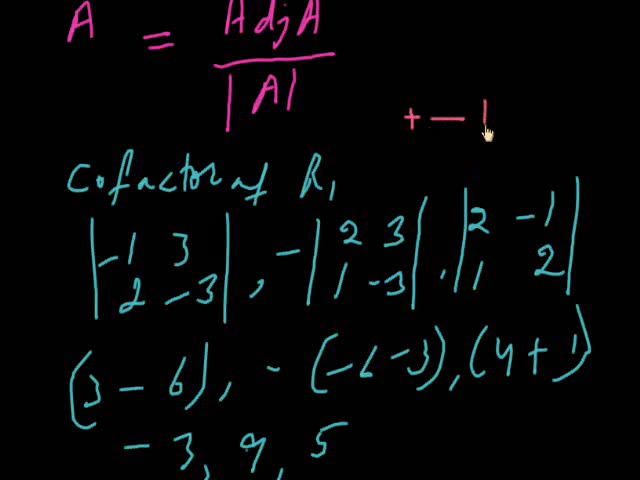 A = AdjA / |A|
+ — |
Cofactor of R₁
|-1 3; 2 -3|, -|2 3; 1 -3|, |2 -1; 1 2|
(3 - 6), -(-6 - 3), (4 + 1)
-3, 9, 5